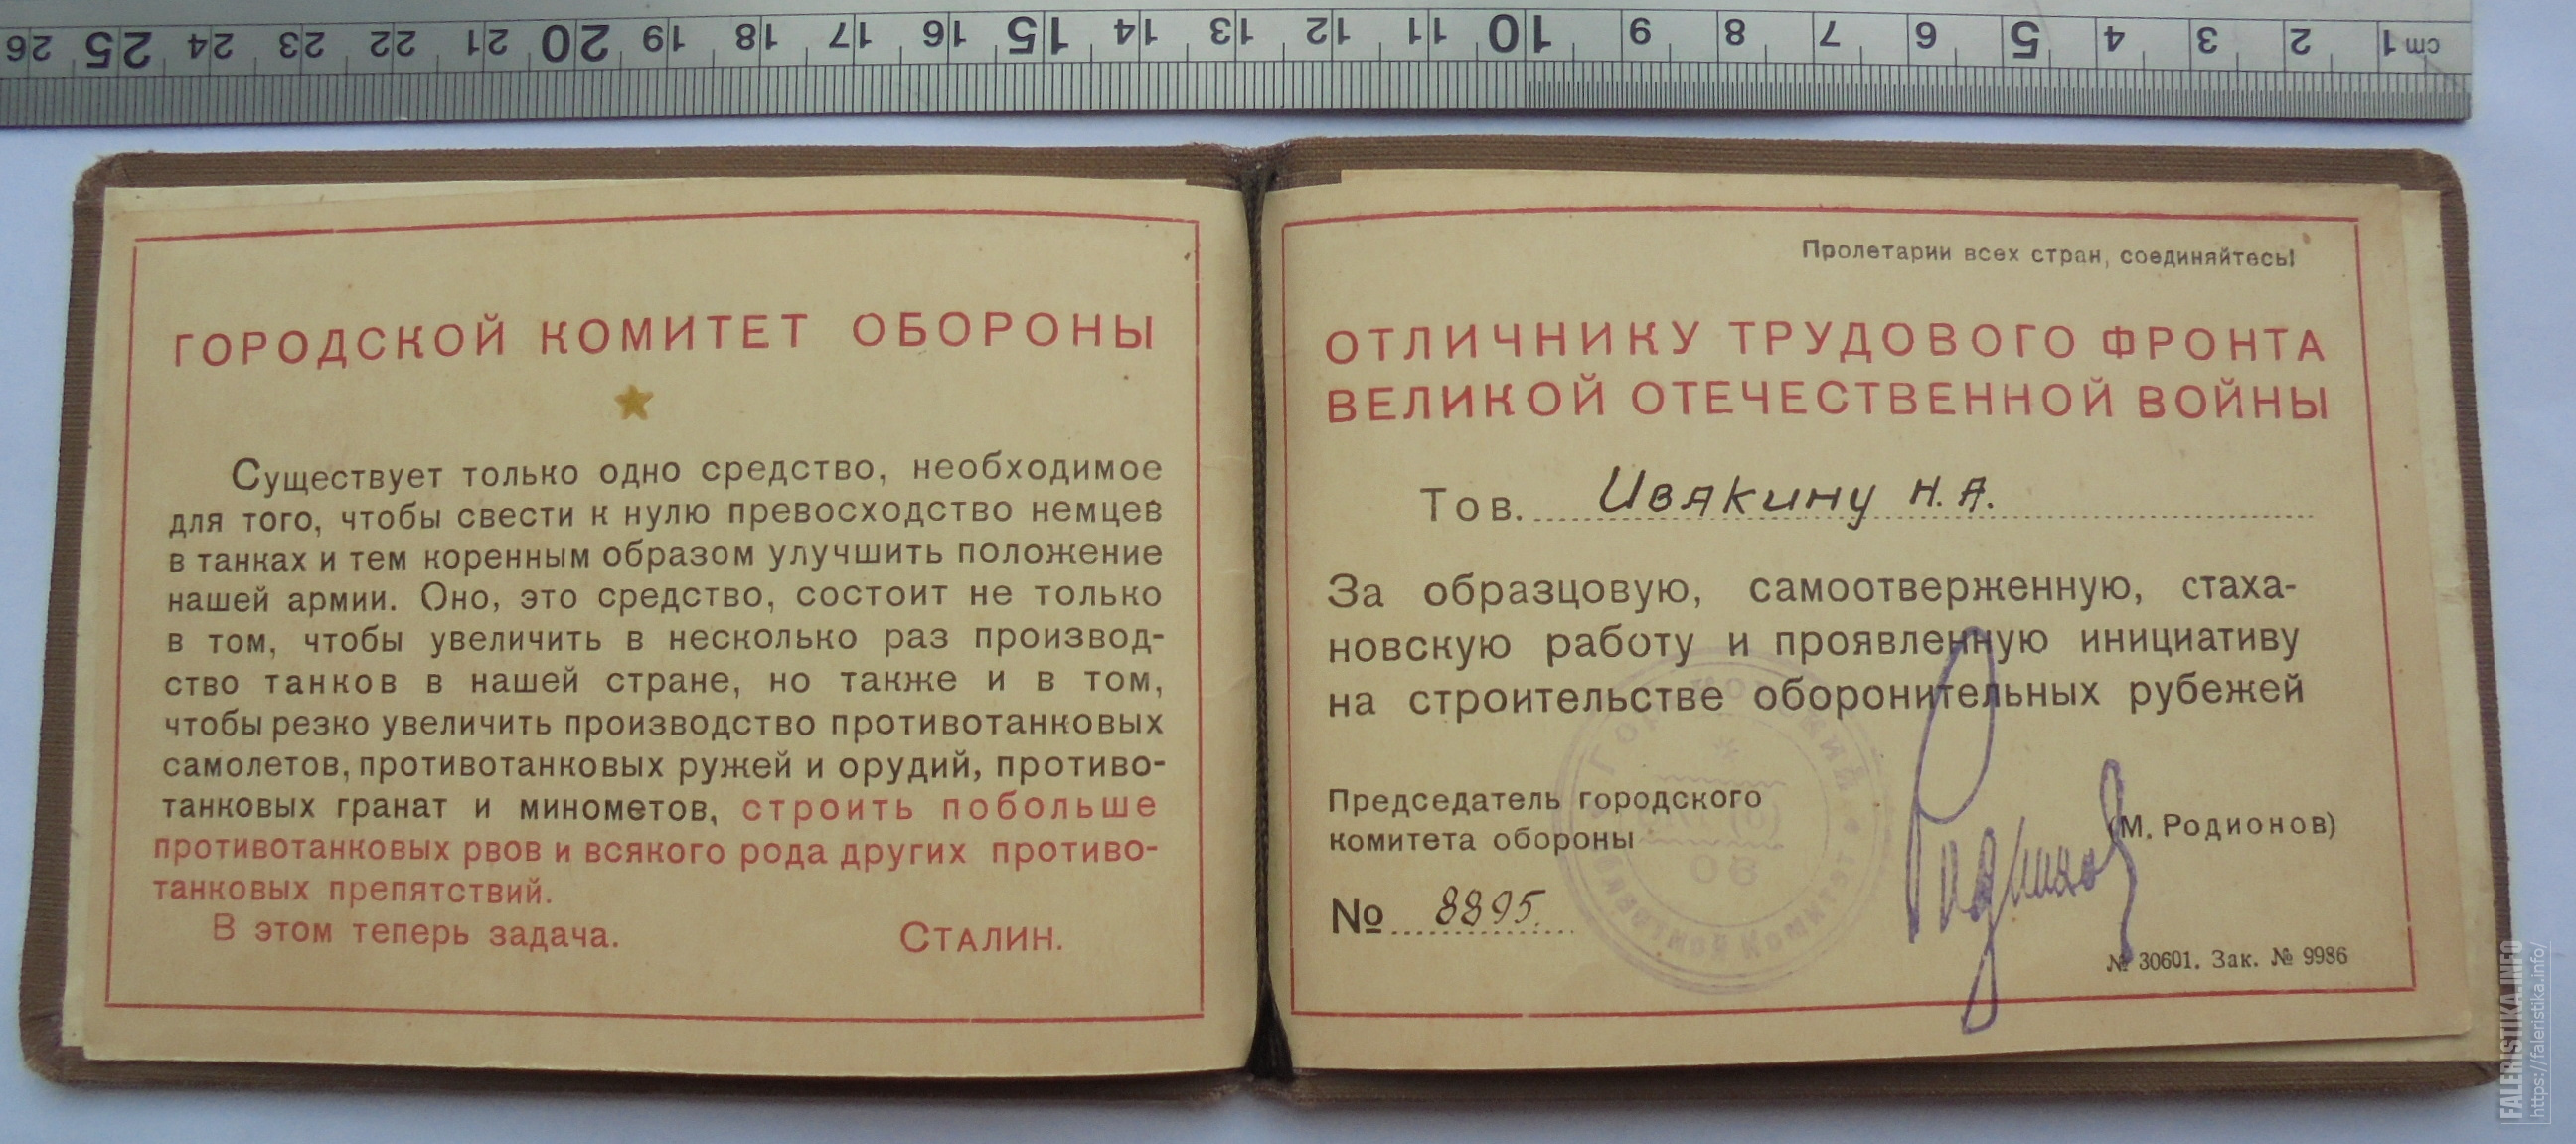 26 25 24 23 22 21 20 19 18 17 16 15 14 13 12 11 10 9 8 7 6 5 4 3 2 1 cm
ГОРОДСКОЙ КОМИТЕТ ОБОРОНЫ
Существует только одно средство, необходимое
для того, чтобы свести к нулю превосходство немцев
в танках и тем коренным образом улучшить положение
нашей армии. Оно, это средство, состоит не только
в том, чтобы увеличить в несколько раз производ-
ство танков в нашей стране, но также и в том,
чтобы резко увеличить производство противотанковых
самолетов, противотанковых ружей и орудий, противо-
танковых гранат и минометов, строить побольше
противотанковых рвов и всякого рода других противо-
танковых препятствий.
В этом теперь задача. СТАЛИН.
Пролетарии всех стран, соединяйтесь!
ОТЛИЧНИКУ ТРУДОВОГО ФРОНТА
ВЕЛИКОЙ ОТЕЧЕСТВЕННОЙ ВОЙНЫ
Тов. Ивакину Н.А.
За образцовую, самоотверженную, стаха-
новскую работу и проявленную инициативу
на строительстве оборонительных рубежей
Председатель городского
комитета обороны
(М. Родионов)
№ 8895.
№ 30601. Зак. № 9986
FALERISTIKA.INFO
https://faleristika.info/